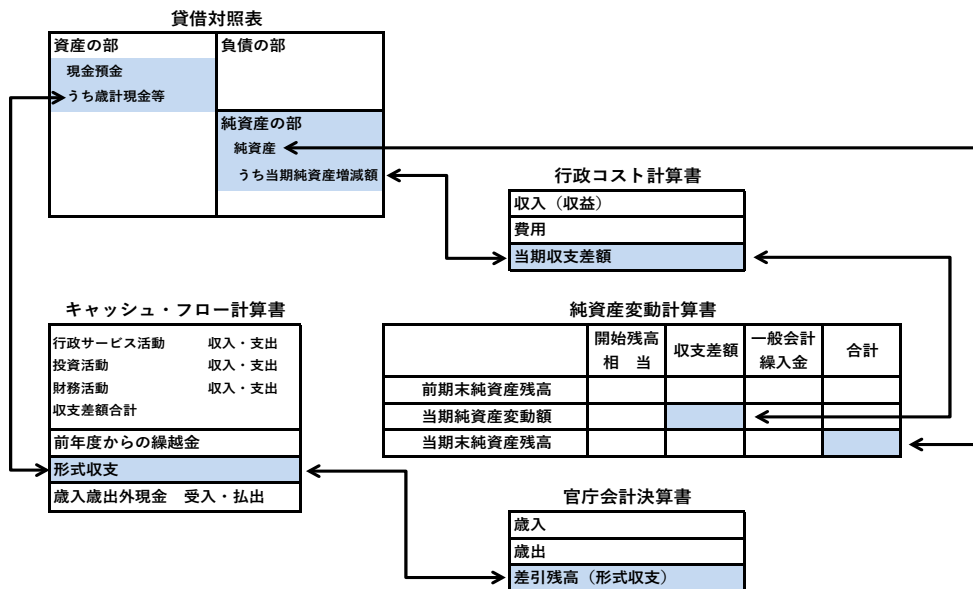 貸借対照表
資産の部
負債の部
現金預金
うち歳計現金等
純資産の部
純資産
うち当期純資産増減額
行政コスト計算書
収入（収益）
費用
当期収支差額
キャッシュ・フロー計算書
行政サービス活動　収入・支出
投資活動　収入・支出
財務活動　収入・支出
収支差額合計
前年度からの繰越金
形式収支
歳入歳出外現金　受入・払出
純資産変動計算書
開始残高
相　当
収支差額
一般会計
繰入金
合計
前期末純資産残高
当期純資産変動額
当期末純資産残高
官庁会計決算書
歳入
歳出
差引残高（形式収支）